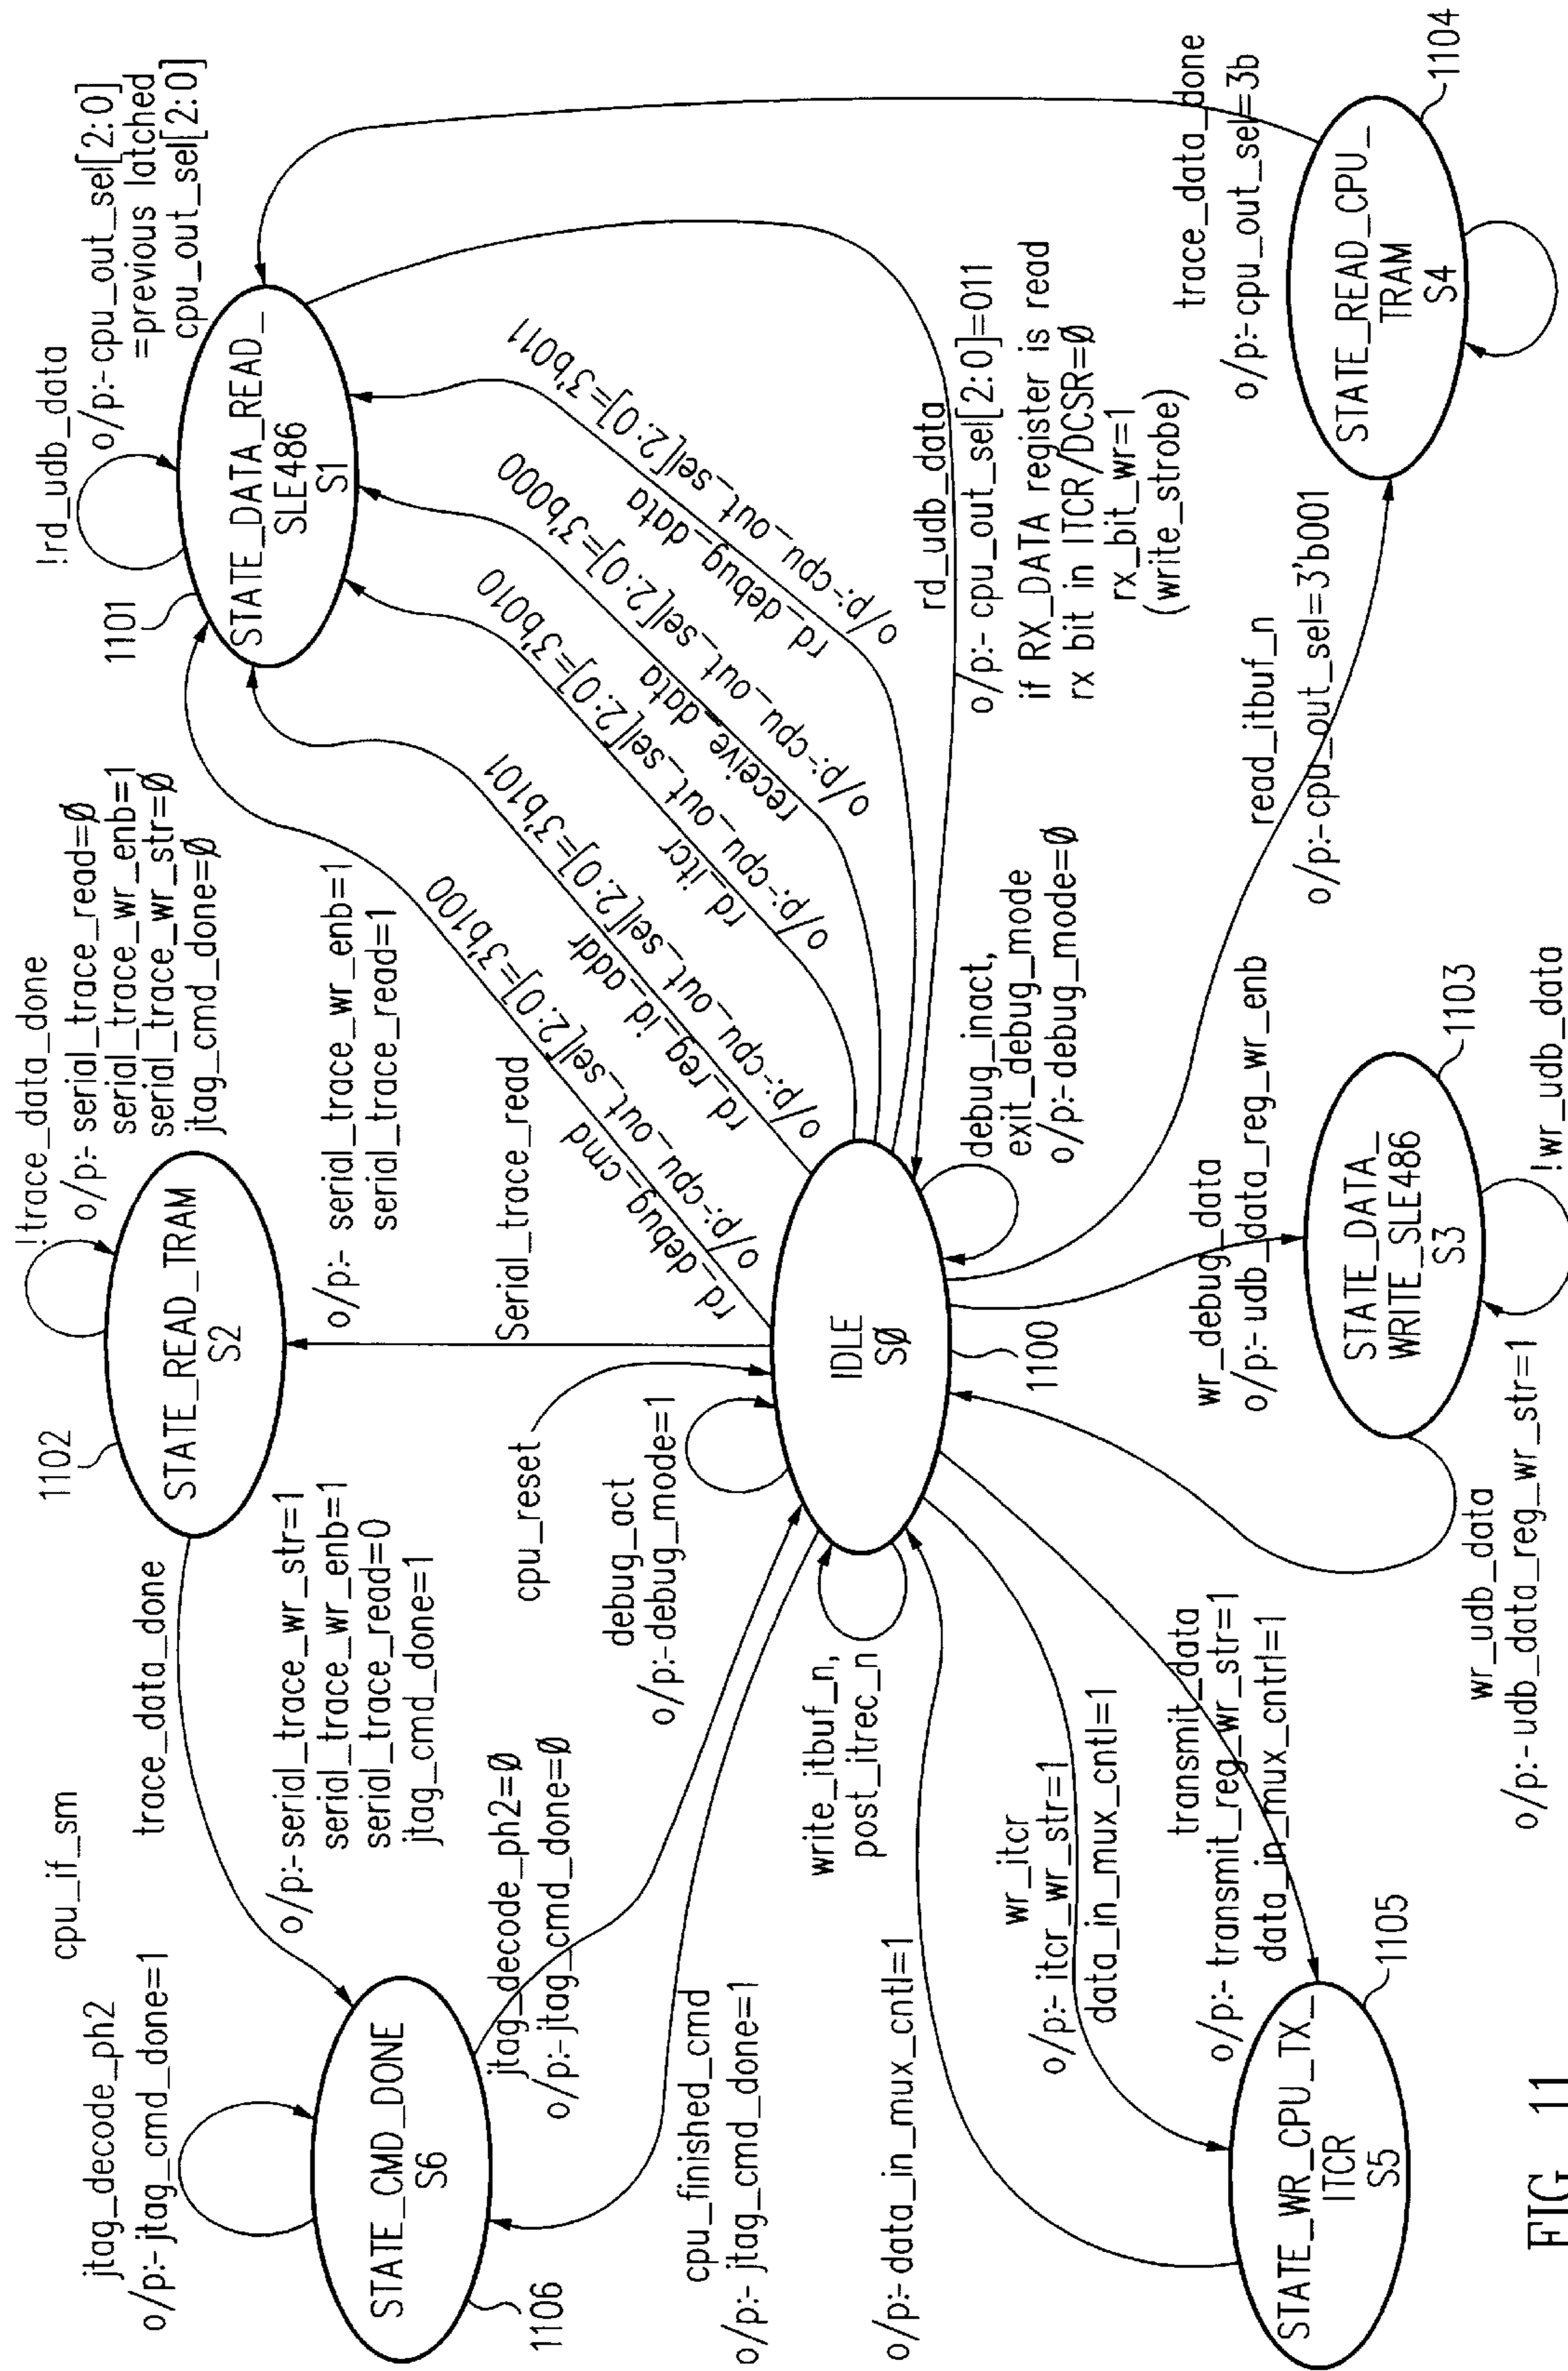 cpu_if_sm
jtag_decode_ph2
o/p:-jtag_cmd_done=1
STATE_CMD_DONE
S6
1106
trace_data_done
o/p:-serial_trace_wr_str=1
serial_trace_wr_enb=1
serial_trace_read=0
jtag_cmd_done=1
1102
STATE_READ_TRAM
S2
!trace_data_done
o/p:- serial_trace_read=Ø
serial_trace_wr_enb=1
serial_trace_wr_str=Ø
jtag_cmd_done=Ø
o/p:- serial_trace_wr_enb=1
serial_trace_read=1
Serial_trace_read
1101
STATE_DATA_READ_
SLE486
S1
!rd_udb_data
o/p:-cpu_out_sel[2:0]
=previous latched
cpu_out_sel[2:0]
jtag_decode_ph2=Ø
o/p:-jtag_cmd_done=Ø
cpu_finished_cmd
o/p:- jtag_cmd_done=1
cpu_reset
debug_act
o/p:-debug_mode=1
rd_debug_cmd
o/p:-cpu_out_sel[2:0]=3'b100
rd_reg_id_addr
o/p:-cpu_out_sel[2:0]=3'b101
rd_itcr
o/p:-cpu_out_sel[2:0]=3'b010
receive_data
o/p:-cpu_out_sel[2:0]=3'b000
rd_debug_data
o/p:-cpu_out_sel[2:0]=3'b011
rd_udb_data
o/p:- cpu_out_sel[2:0]=011
if RX_DATA register is read
rx bit in ITCR/DCSR=Ø
rx_bit_wr=1
(write_strobe)
IDLE
SØ
1100
debug_inact,
exit_debug_mode
o/p:-debug_mode=Ø
write_itbuf_n,
post_itrec_n
o/p:-data_in_mux_cntl=1
wr_itcr
o/p:- itcr_wr_str=1
data_in_mux_cntl=1
transmit_data
o/p:- transmit_reg_wr_str=1
data_in_mux_cntrl=1
STATE_WR_CPU_TX_
ITCR
S5
1105
wr_debug_data
o/p:- udb_data_reg_wr_enb
STATE_DATA_
WRITE_SLE486
S3
1103
!wr_udb_data
wr_udb_data
o/p:- udb_data_reg_wr_str=1
read_itbuf_n
o/p:-cpu_out_sel=3'b001
trace_data_done
o/p:-cpu_out_sel=3b
STATE_READ_CPU_
TRAM
S4
1104
FIG. 11